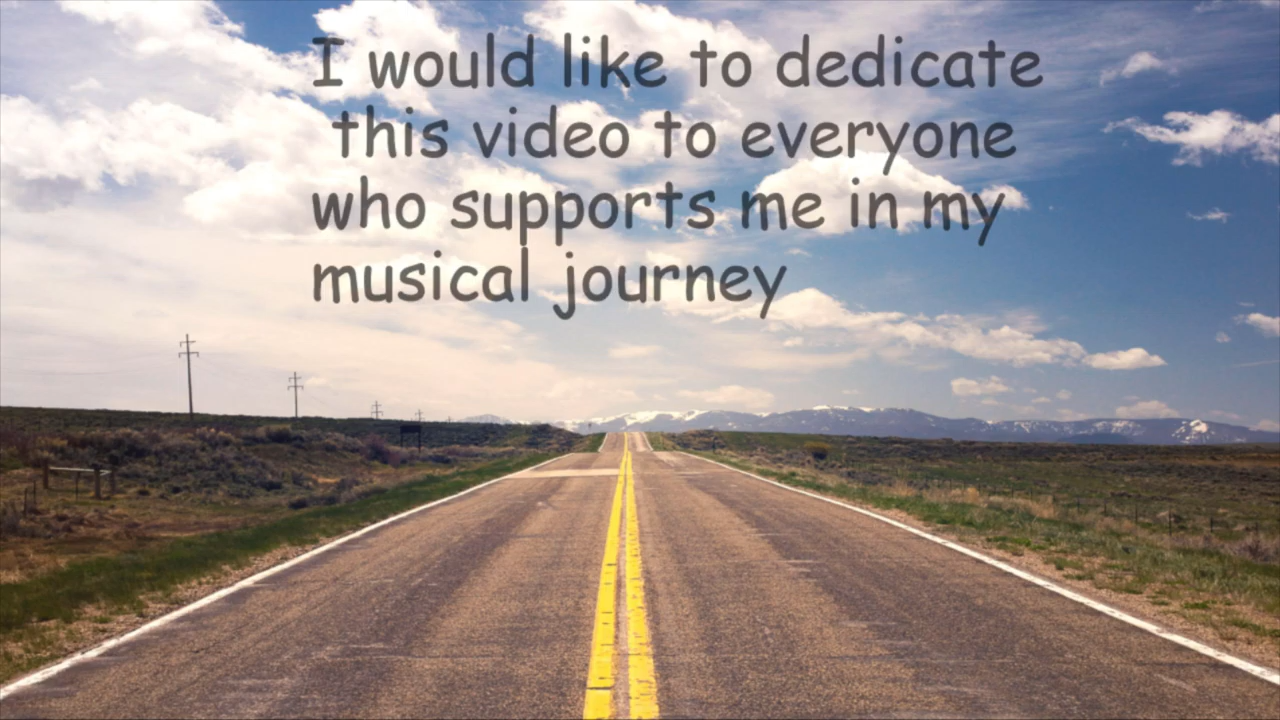 I would like to dedicate
this video to everyone
who supports me in my
musical journey